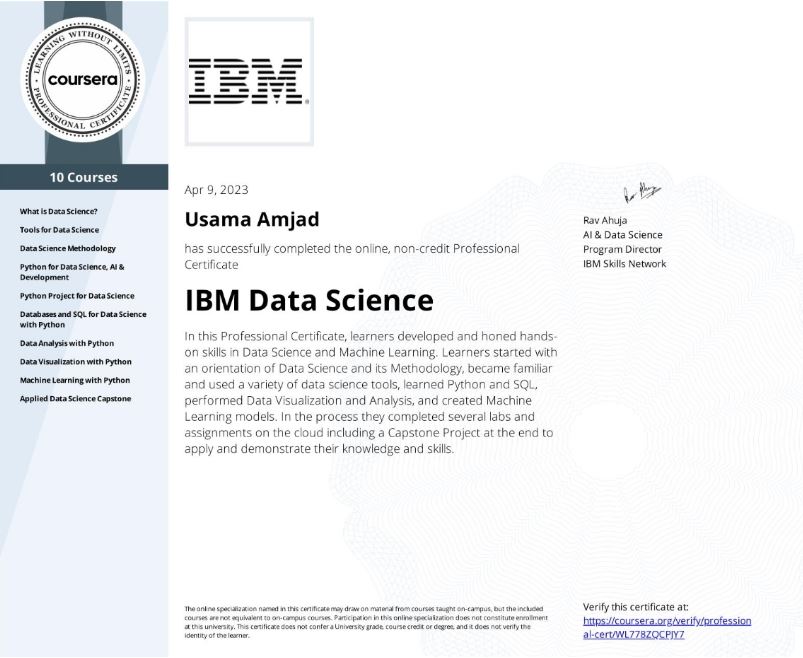 LEARNING WITHOUT LIMITS
coursera
PROFESSIONAL CERTIFICATE
10 Courses
What is Data Science?
Tools for Data Science
Data Science Methodology
Python for Data Science, AI &
Development
Python Project for Data Science
Databases and SQL for Data Science
with Python
Data Analysis with Python
Data Visualization with Python
Machine Learning with Python
Applied Data Science Capstone
IBM®
Apr 9, 2023
Usama Amjad
has successfully completed the online, non-credit Professional
Certificate
IBM Data Science
In this Professional Certificate, learners developed and honed hands-
on skills in Data Science and Machine Learning. Learners started with
an orientation of Data Science and its Methodology, became familiar
and used a variety of data science tools, learned Python and SQL,
performed Data Visualization and Analysis, and created Machine
Learning models. In the process they completed several labs and
assignments on the cloud including a Capstone Project at the end to
apply and demonstrate their knowledge and skills.
Rav Ahuja
AI & Data Science
Program Director
IBM Skills Network
The online specialization named in this certificate may draw on material from courses taught on-campus, but the included
courses are not equivalent to on-campus courses. Participation in this online specialization does not constitute enrollment
at this university. This certificate does not confer a University grade, course credit or degree, and it does not verify the
identity of the learner.
Verify this certificate at:
https://coursera.org/verify/profession
al-cert/WL778ZQCPJY7